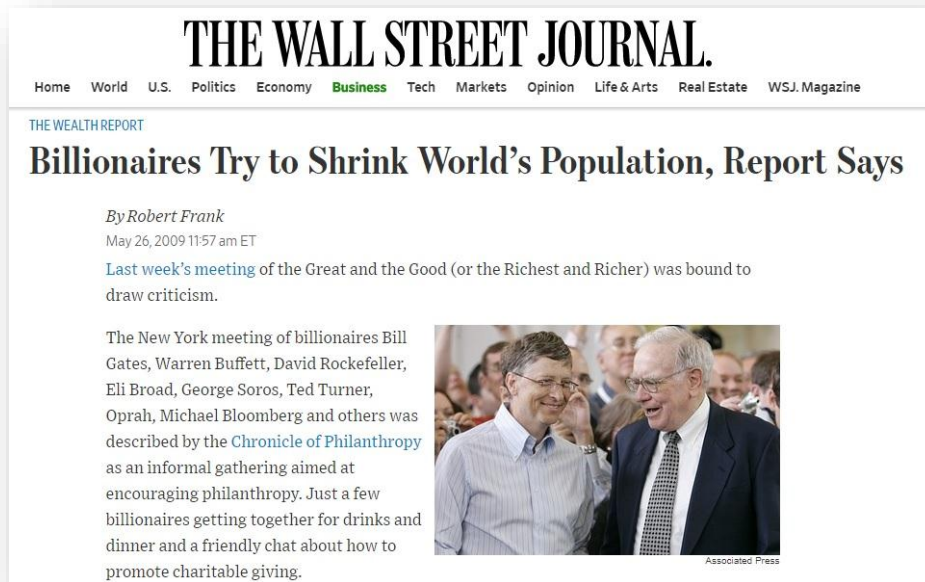 THE WALL STREET JOURNAL.
Home World U.S. Politics Economy Business Tech Markets Opinion Life & Arts Real Estate WSJ. Magazine
THE WEALTH REPORT
Billionaires Try to Shrink World's Population, Report Says
By Robert Frank
May 26, 2009 11:57 am ET
Last week's meeting of the Great and the Good (or the Richest and Richer) was bound to
draw criticism.
The New York meeting of billionaires Bill
Gates, Warren Buffett, David Rockefeller,
Eli Broad, George Soros, Ted Turner,
Oprah, Michael Bloomberg and others was
described by the Chronicle of Philanthropy
as an informal gathering aimed at
encouraging philanthropy. Just a few
billionaires getting together for drinks and
dinner and a friendly chat about how to
promote charitable giving.
Associated Press